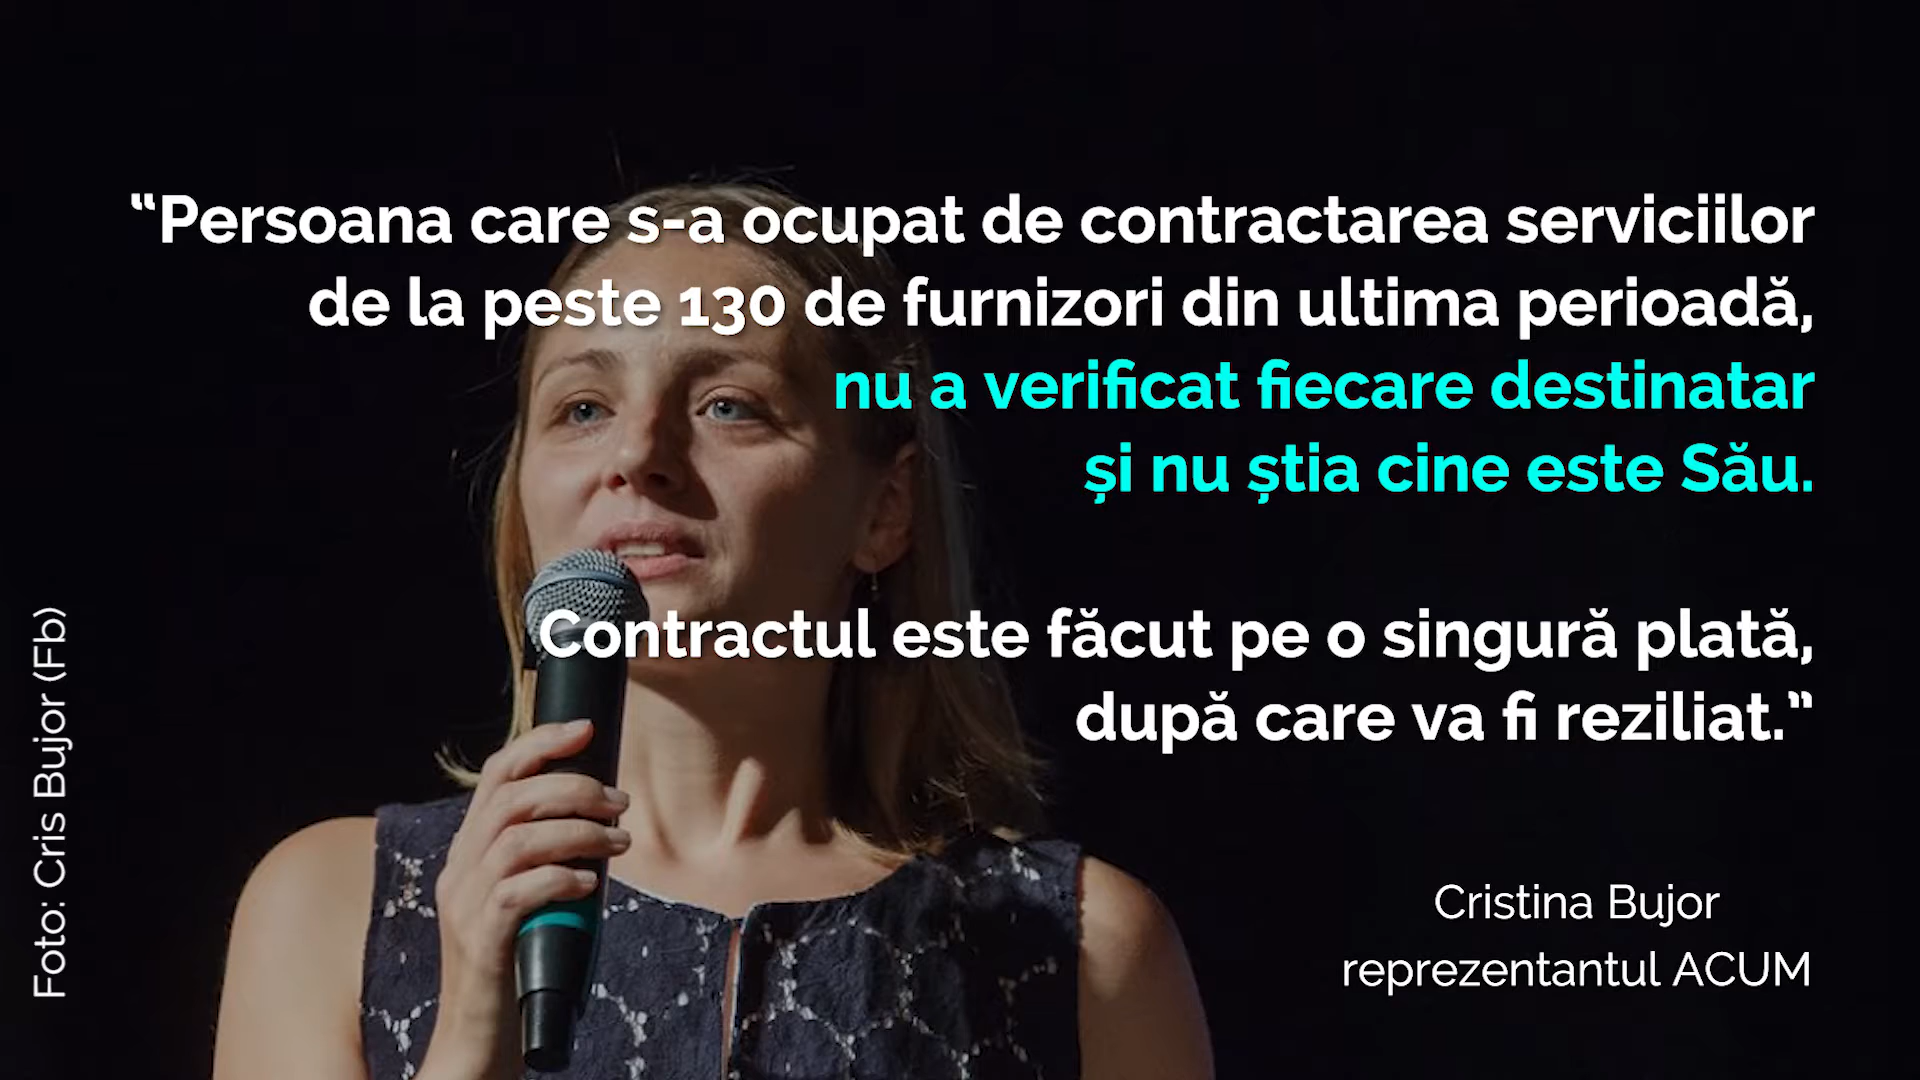 “Persoana care s-a ocupat de contractarea serviciilor
de la peste 130 de furnizori din ultima perioadă,
nu a verificat fiecare destinatar
și nu știa cine este Său.
Contractul este făcut pe o singură plată,
după care va fi reziliat.”
Cristina Bujor
reprezentantul ACUM
Foto: Cris Bujor (Fb)